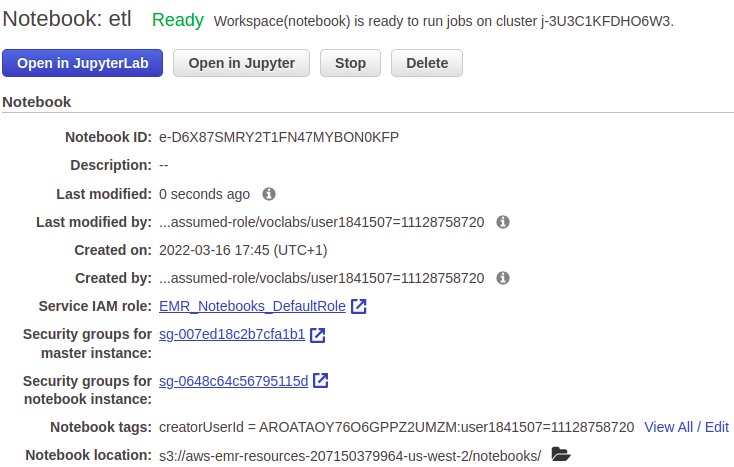 Notebook: etl Ready Workspace(notebook) is ready to run jobs on cluster j-3U3C1KFDHO6W3.
Open in JupyterLab Open in Jupyter Stop Delete
Notebook
Notebook ID: e-D6X87SMRY2T1FN47MYBON0KFP
Description: --
Last modified: 0 seconds ago
Last modified by: ...assumed-role/voclabs/user1841507=11128758720
Created on: 2022-03-16 17:45 (UTC+1)
Created by: ...assumed-role/voclabs/user1841507=11128758720
Service IAM role: EMR_Notebooks_DefaultRole
Security groups for sg-007ed18c2b7cfa1b1
master instance:
Security groups for sg-0648c64c56795115d
notebook instance:
Notebook tags: creatorUserId = AROATAOY76O6GPPZ2UMZM:user1841507=11128758720 View All / Edit
Notebook location: s3://aws-emr-resources-207150379964-us-west-2/notebooks/